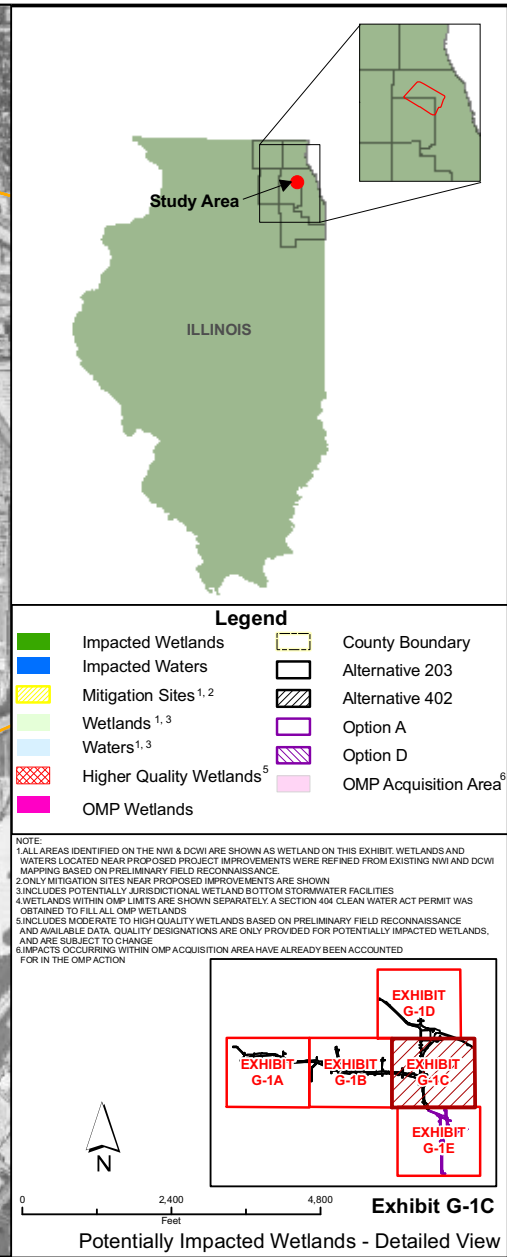 Study Area
ILLINOIS
Legend
Impacted Wetlands
Impacted Waters
Mitigation Sites 1, 2
Wetlands 1, 3
Waters 1, 3
Higher Quality Wetlands 5
OMP Wetlands
County Boundary
Alternative 203
Alternative 402
Option A
Option D
OMP Acquisition Area 6
NOTE:
1.ALL AREAS IDENTIFIED ON THE NWI & DCWI ARE SHOWN AS WETLAND ON THIS EXHIBIT. WETLANDS AND
WATERS LOCATED NEAR PROPOSED PROJECT IMPROVEMENTS WERE REFINED FROM EXISTING NWI AND DCWI
MAPPING BASED ON PRELIMINARY FIELD RECONNAISSANCE.
2.ONLY MITIGATION SITES NEAR PROPOSED IMPROVEMENTS ARE SHOWN
3.INCLUDES POTENTIALLY JURISDICTIONAL WETLAND BOTTOM STORMWATER FACILITIES
4.WETLANDS WITHIN OMP LIMITS ARE SHOWN SEPARATELY. A SECTION 404 CLEAN WATER ACT PERMIT WAS
OBTAINED TO FILL ALL OMP WETLANDS
5.INCLUDES MODERATE TO HIGH QUALITY WETLANDS BASED ON PRELIMINARY FIELD RECONNAISSANCE
AND AVAILABLE DATA. QUALITY DESIGNATIONS ARE ONLY PROVIDED FOR POTENTIALLY IMPACTED WETLANDS,
AND ARE SUBJECT TO CHANGE
6.IMPACTS OCCURRING WITHIN OMP ACQUISITION AREA HAVE ALREADY BEEN ACCOUNTED
FOR IN THE OMP ACTION
EXHIBIT
G-1D
EXHIBIT
G-1A
EXHIBIT
G-1B
EXHIBIT
G-1C
EXHIBIT
G-1E
N
0 2,400 4,800
Feet
Exhibit G-1C
Potentially Impacted Wetlands - Detailed View